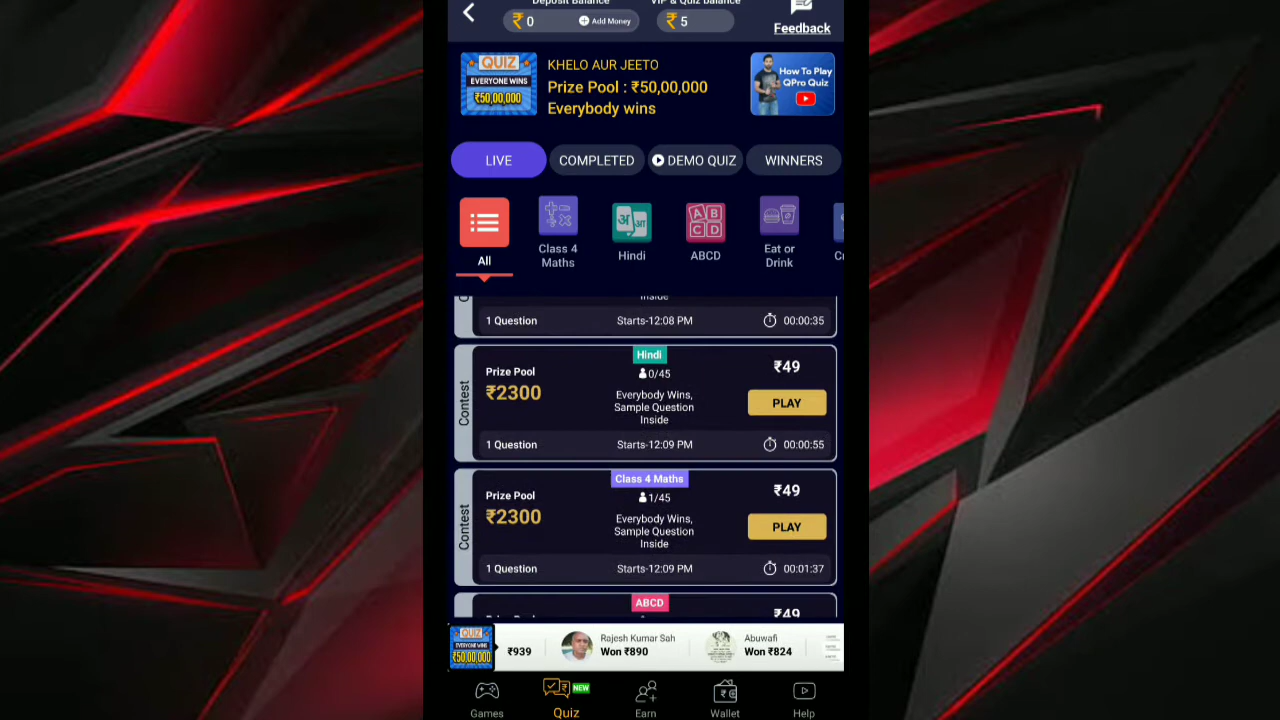 Deposit Balance
VIP & Quiz Balance
₹ 0
Add Money
₹ 5
Feedback
QUIZ
EVERYONE WINS
₹50,00,000
KHELO AUR JEETO
Prize Pool : ₹50,00,000
Everybody wins
How To Play
QPro Quiz
LIVE
COMPLETED
DEMO QUIZ
WINNERS
All
Class 4
Maths
अ
आ
Hindi
A B
C D
ABCD
Eat or
Drink
Inside
1 Question
Starts-12:08 PM
00:00:35
Contest
Hindi
Prize Pool
₹2300
0/45
Everybody Wins,
Sample Question
Inside
₹49
PLAY
1 Question
Starts-12:09 PM
00:00:55
Contest
Class 4 Maths
Prize Pool
₹2300
1/45
Everybody Wins,
Sample Question
Inside
₹49
PLAY
1 Question
Starts-12:09 PM
00:01:37
ABCD
Prize Pool
₹49
QUIZ
EVERYONE WINS
₹50,00,000
₹939
Rajesh Kumar Sah
Won ₹890
Abuwafi
Won ₹824
Games
NEW
Quiz
Earn
Wallet
Help